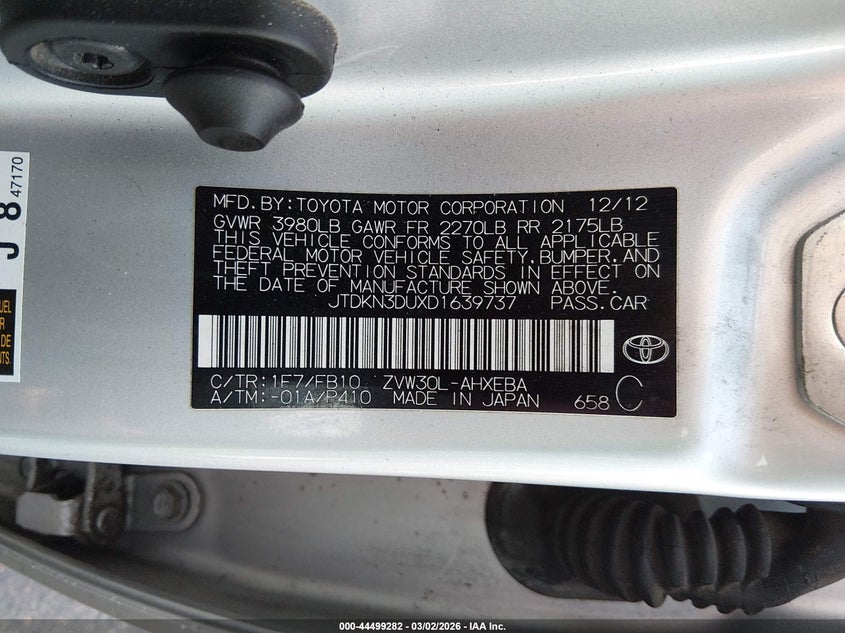 MFD.BY:TOYOTA MOTOR CORPORATION 12/12
GVWR 3980LB GAWR FR 2270LB RR 2175LB
THIS VEHICLE CONFORMS TO ALL APPLICABLE
FEDERAL MOTOR VEHICLE SAFETY,BUMPER,AND
THEFT PREVENTION STANDARDS IN EFFECT ON
THE DATE OF MANUFACTURE SHOWN ABOVE.
JTDKN3DUXD1639737 PASS.CAR
C/TR:1F7/FB10 ZVW30L-AHXEBA
A/TM:-01A/P410 MADE IN JAPAN 658 C
J 8 47170
UEL
R
DE
NTS.
000-44499282 - 03/02/2026 - IAA Inc.